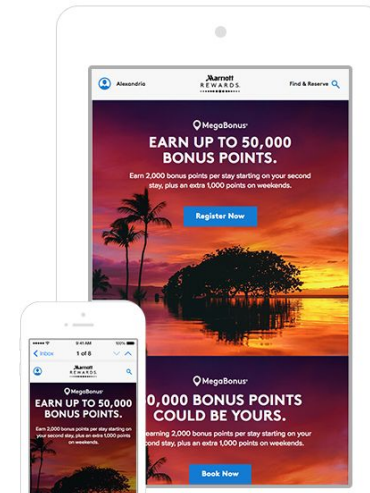 Alexandria
Marriott
REWARDS.
Find & Reserve
MegaBonus
EARN UP TO 50,000
BONUS POINTS.
Earn 2,000 bonus points per stay starting on your second
stay, plus an extra 1,000 points on weekends.
Register Now
MegaBonus
0,000 BONUS POINTS
COULD BE YOURS.
earning 2,000 bonus points per stay starting on your
cond stay, plus an extra 1,000 points on weekends.
Book Now
9:41 AM
100%
Inbox
1 of 8
Marriott
REWARDS.
MegaBonus
EARN UP TO 50,000
BONUS POINTS.
Earn 2,000 bonus points per stay starting on
your second stay, plus an extra 1,000 points
on weekends.